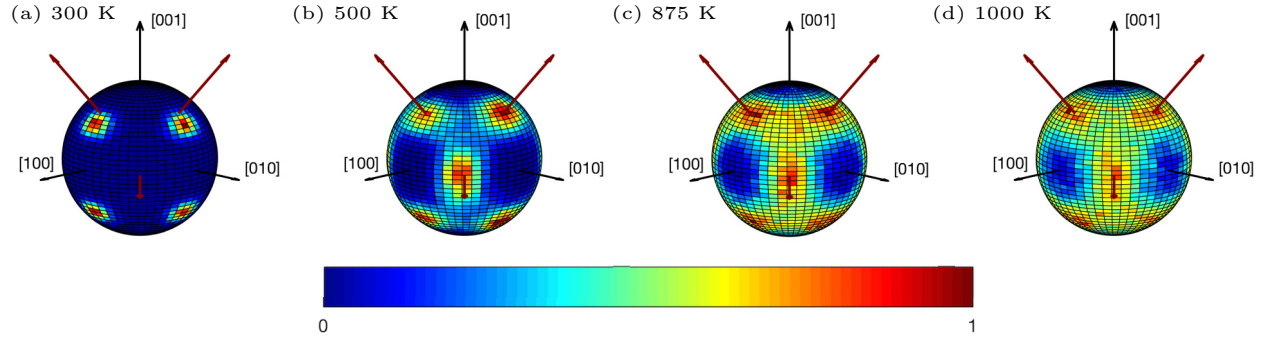 (a) 300 K (b) 500 K (c) 875 K (d) 1000 K
[001] [001] [001] [001]
[100] [010] [100] [010] [100] [010] [100] [010]
0 1